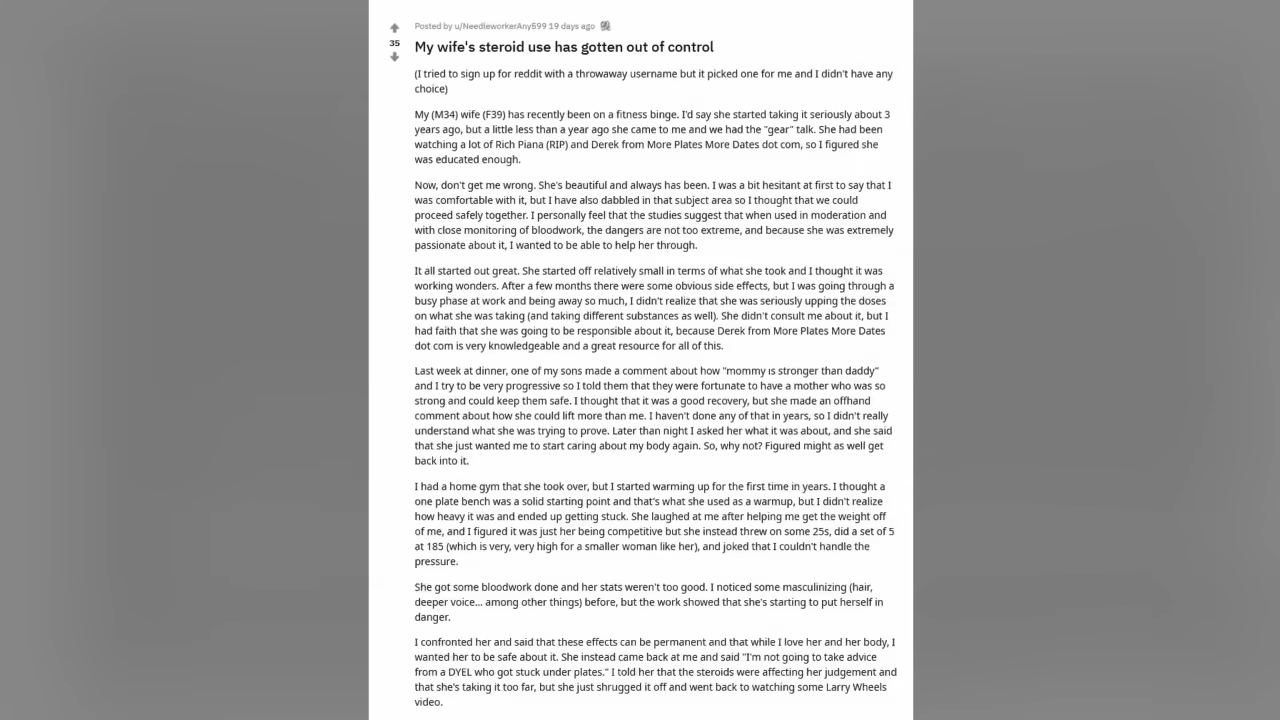 Posted by u/NeedleworkerAny599 19 days ago
35
My wife's steroid use has gotten out of control
(I tried to sign up for reddit with a throwaway username but it picked one for me and I didn't have any
choice)
My (M34) wife (F39) has recently been on a fitness binge. I'd say she started taking it seriously about 3
years ago, but a little less than a year ago she came to me and we had the "gear" talk. She had been
watching a lot of Rich Piana (RIP) and Derek from More Plates More Dates dot com, so I figured she
was educated enough.
Now, don't get me wrong. She's beautiful and always has been. I was a bit hesitant at first to say that I
was comfortable with it, but I have also dabbled in that subject area so I thought that we could
proceed safely together. I personally feel that the studies suggest that when used in moderation and
with close monitoring of bloodwork, the dangers are not too extreme, and because she was extremely
passionate about it, I wanted to be able to help her through.
It all started out great. She started off relatively small in terms of what she took and I thought it was
working wonders. After a few months there were some obvious side effects, but I was going through a
busy phase at work and being away so much, I didn't realize that she was seriously upping the doses
on what she was taking (and taking different substances as well). She didn't consult me about it, but I
had faith that she was going to be responsible about it, because Derek from More Plates More Dates
dot com is very knowledgeable and a great resource for all of this.
Last week at dinner, one of my sons made a comment about how "mommy is stronger than daddy"
and I try to be very progressive so I told them that they were fortunate to have a mother who was so
strong and could keep them safe. I thought that it was a good recovery, but she made an offhand
comment about how she could lift more than me. I haven't done any of that in years, so I didn't really
understand what she was trying to prove. Later than night I asked her what it was about, and she said
that she just wanted me to start caring about my body again. So, why not? Figured might as well get
back into it.
I had a home gym that she took over, but I started warming up for the first time in years. I thought a
one plate bench was a solid starting point and that's what she used as a warmup, but I didn't realize
how heavy it was and ended up getting stuck. She laughed at me after helping me get the weight off
of me, and I figured it was just her being competitive but she instead threw on some 25s, did a set of 5
at 185 (which is very, very high for a smaller woman like her), and joked that I couldn't handle the
pressure.
She got some bloodwork done and her stats weren't too good. I noticed some masculinizing (hair,
deeper voice... among other things) before, but the work showed that she's starting to put herself in
danger.
I confronted her and said that these effects can be permanent and that while I love her and her body, I
wanted her to be safe about it. She instead came back at me and said "I'm not going to take advice
from a DYEL who got stuck under plates." I told her that the steroids were affecting her judgement and
that she's taking it too far, but she just shrugged it off and went back to watching some Larry Wheels
video.